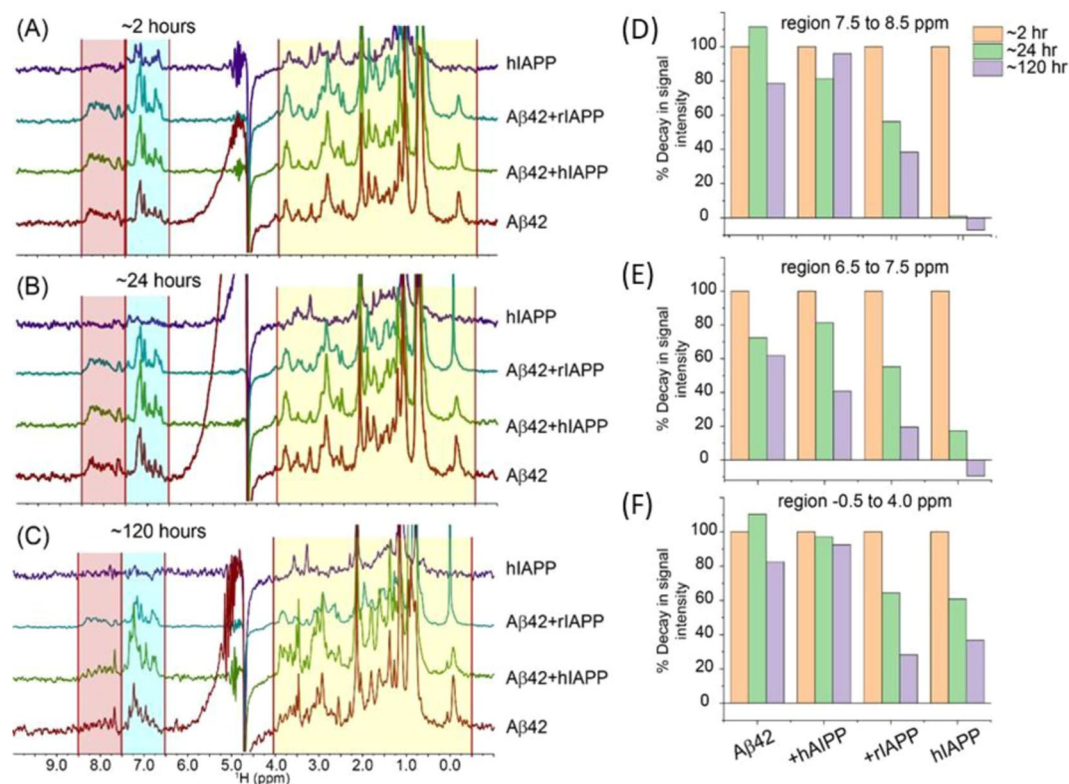 (A)
~2 hours
hIAPP
Aβ42+rIAPP
Aβ42+hIAPP
Aβ42
(B)
~24 hours
hIAPP
Aβ42+rIAPP
Aβ42+hIAPP
Aβ42
(C)
~120 hours
hIAPP
Aβ42+rIAPP
Aβ42+hIAPP
Aβ42
9.0 8.0 7.0 6.0 5.0 4.0 3.0 2.0 1.0 0.0
¹H (ppm)
(D)
region 7.5 to 8.5 ppm
~2 hr
~24 hr
~120 hr
% Decay in signal
intensity
100
80
60
40
20
0
(E)
region 6.5 to 7.5 ppm
% Decay in signal
intensity
100
80
60
40
20
0
(F)
region -0.5 to 4.0 ppm
% Decay in signal
intensity
100
80
60
40
20
0
Aβ42 +hAIPP +rIAPP hIAPP